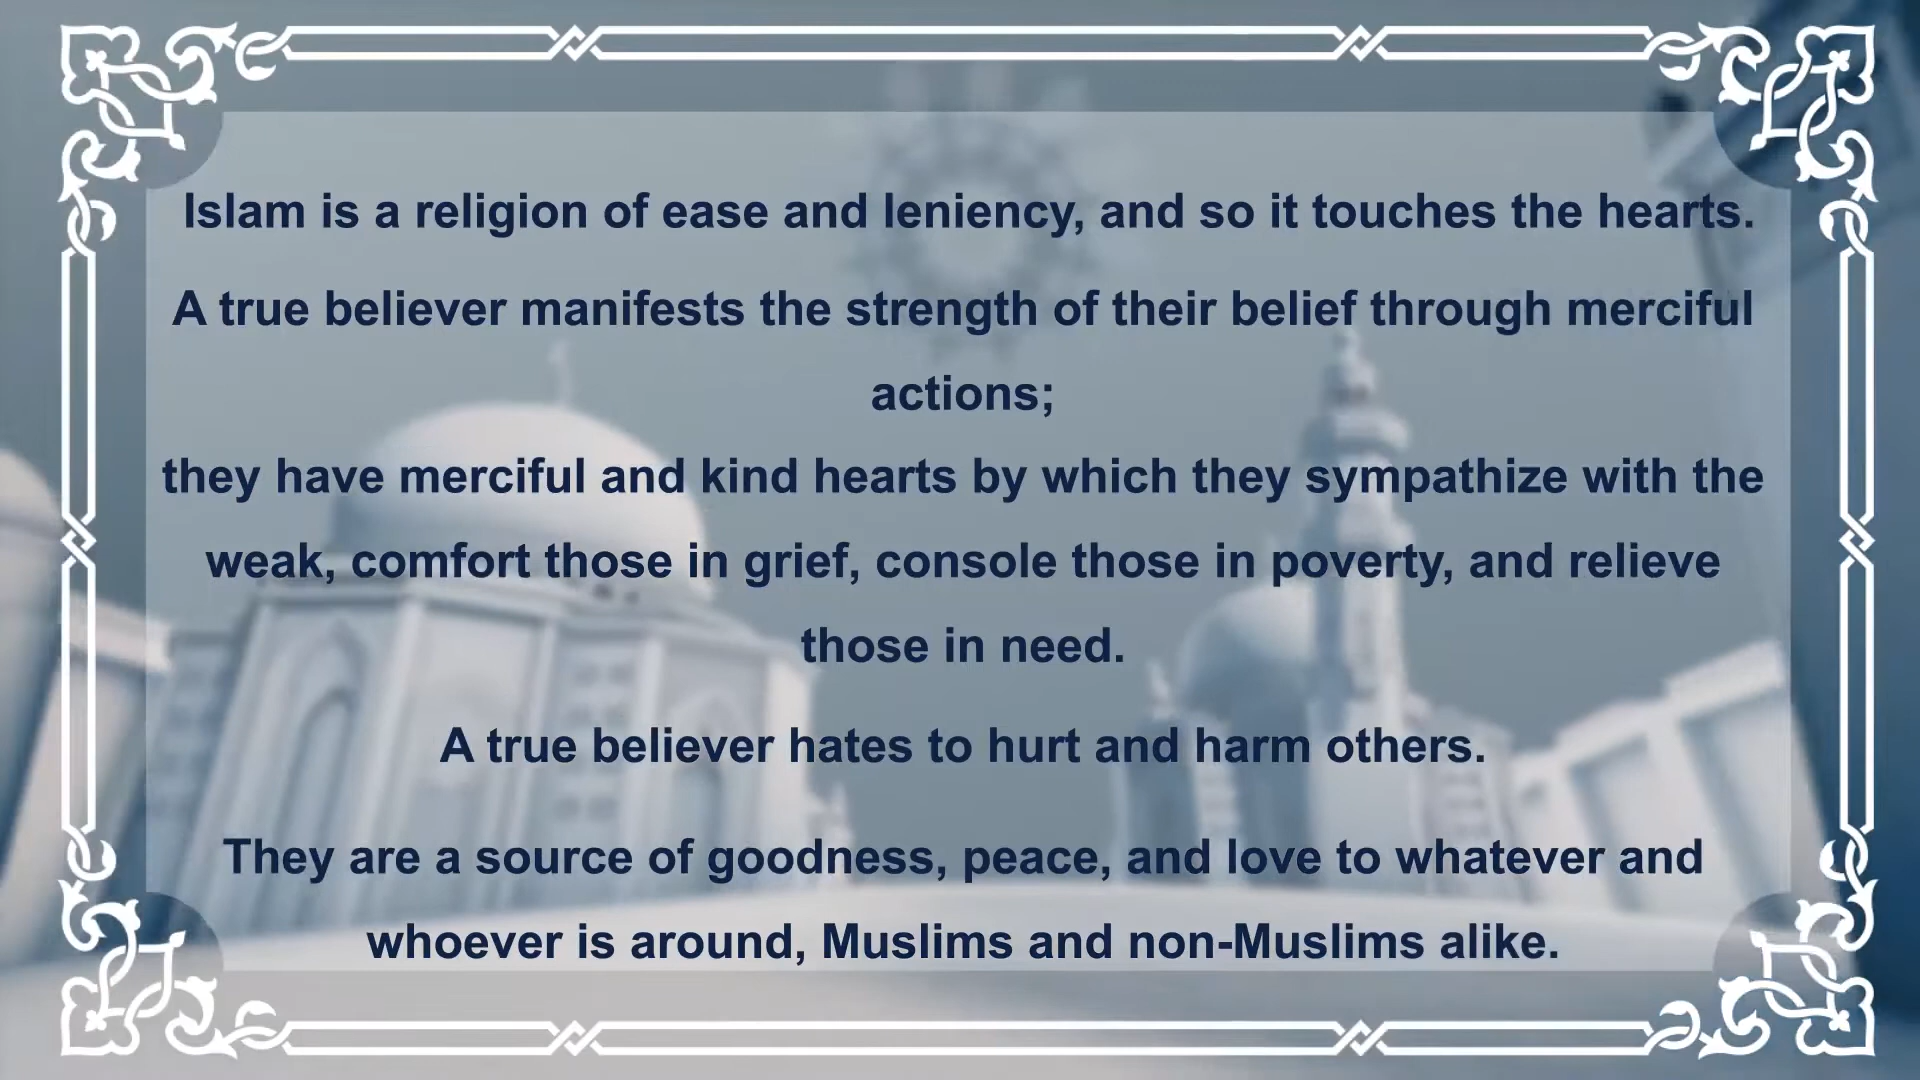 Islam is a religion of ease and leniency, and so it touches the hearts.
A true believer manifests the strength of their belief through merciful
actions;
they have merciful and kind hearts by which they sympathize with the
weak, comfort those in grief, console those in poverty, and relieve
those in need.
A true believer hates to hurt and harm others.
They are a source of goodness, peace, and love to whatever and
whoever is around, Muslims and non-Muslims alike.